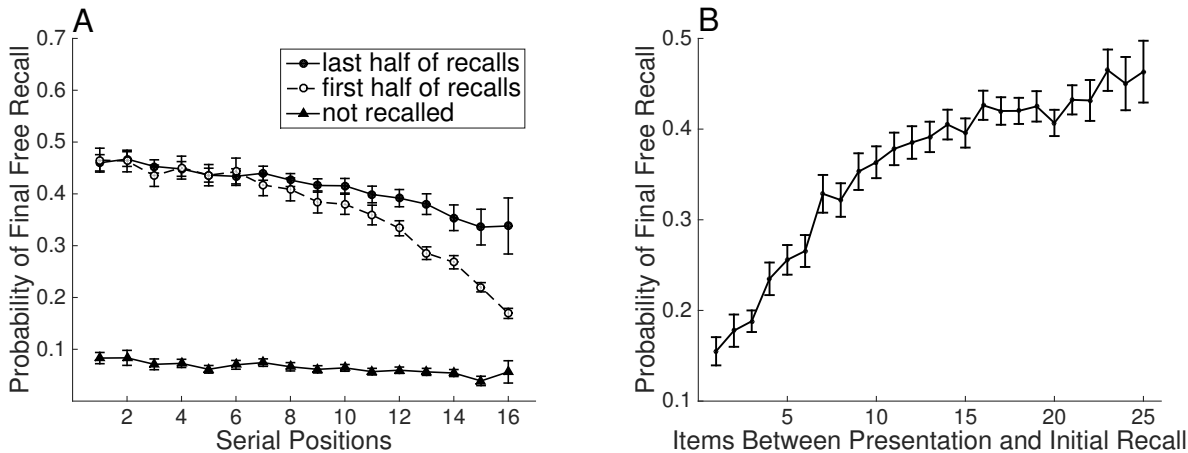 A
Probability of Final Free Recall
0.7
0.6
0.5
0.4
0.3
0.2
0.1
last half of recalls
first half of recalls
not recalled
2 4 6 8 10 12 14 16
Serial Positions
B
Probability of Final Free Recall
0.5
0.4
0.3
0.2
0.1
5 10 15 20 25
Items Between Presentation and Initial Recall